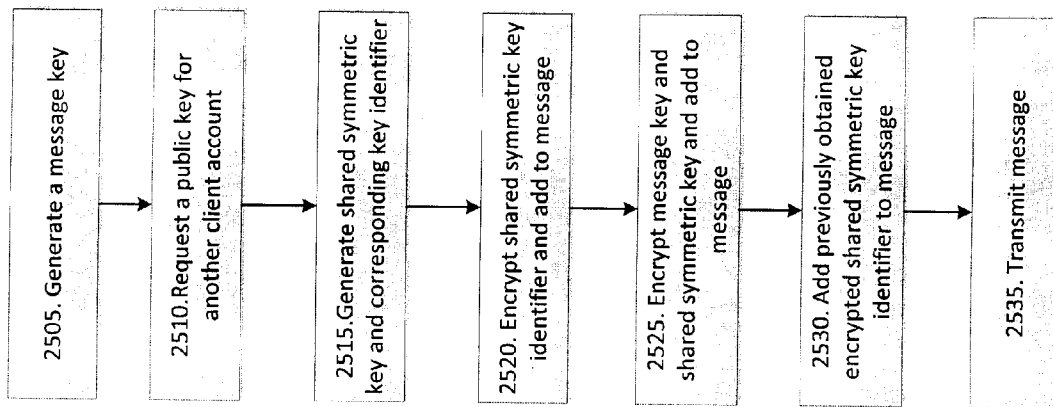 2505. Generate a message key
2510.Request a public key for
another client account
2515.Generate shared symmetric
key and corresponding key identifier
2520. Encrypt shared symmetric key
identifier and add to message
2525. Encrypt message key and
shared symmetric key and add to
message
2530. Add previously obtained
encrypted shared symmetric key
identifier to message
2535. Transmit message